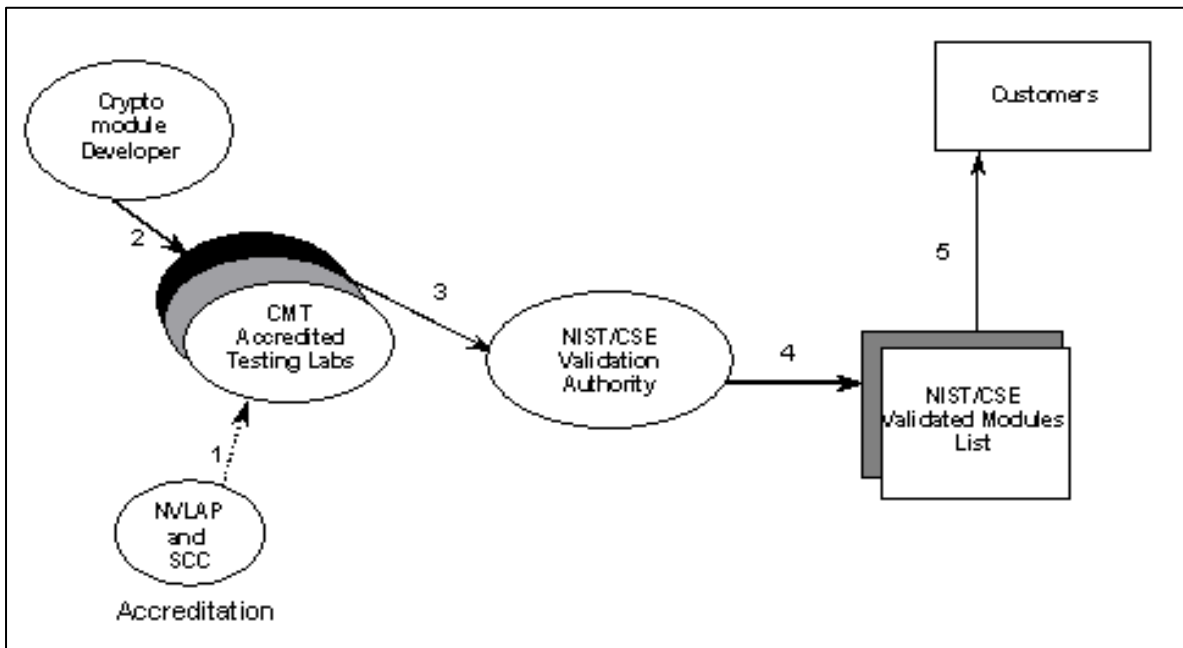 Crypto
module
Developer
Customers
2
5
3
CMT
Accredited
Testing Labs
NIST/CSE
Validation
Authority
4
NIST/CSE
Validated Modules
List
1
NVLAP
and
SCC
Accreditation